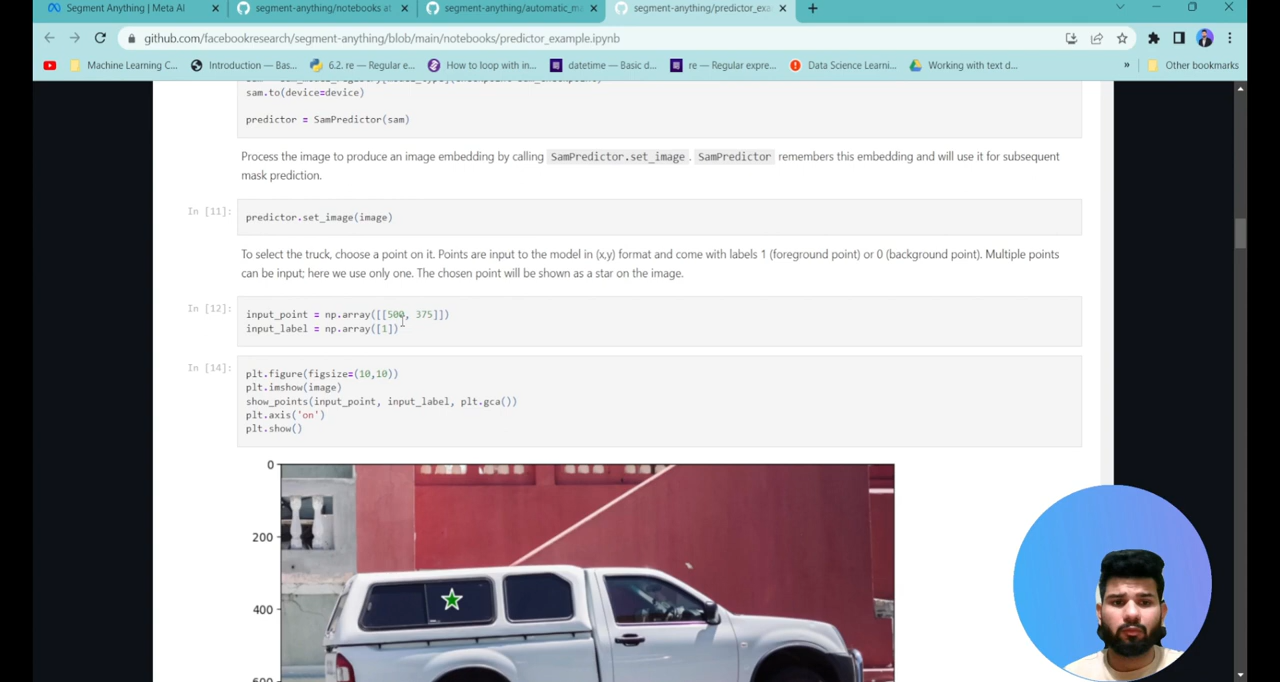 Segment Anything | Meta AI
segment-anything/notebooks at
segment-anything/automatic_ma
segment-anything/predictor_exa
github.com/facebookresearch/segment-anything/blob/main/notebooks/predictor_example.ipynb
Machine Learning C...
Introduction — Bas...
6.2. re — Regular e...
How to loop with in...
datetime — Basic d...
re — Regular expre...
Data Science Learni...
Working with text d...
»
Other bookmarks
sam.to(device=device)
predictor = SamPredictor(sam)
Process the image to produce an image embedding by calling SamPredictor.set_image. SamPredictor remembers this embedding and will use it for subsequent
mask prediction.
In [11]:
predictor.set_image(image)
To select the truck, choose a point on it. Points are input to the model in (x,y) format and come with labels 1 (foreground point) or 0 (background point). Multiple points
can be input; here we use only one. The chosen point will be shown as a star on the image.
In [12]:
input_point = np.array([[500, 375]])
input_label = np.array([1])
In [14]:
plt.figure(figsize=(10,10))
plt.imshow(image)
show_points(input_point, input_label, plt.gca())
plt.axis('on')
plt.show()
0
200
400
600